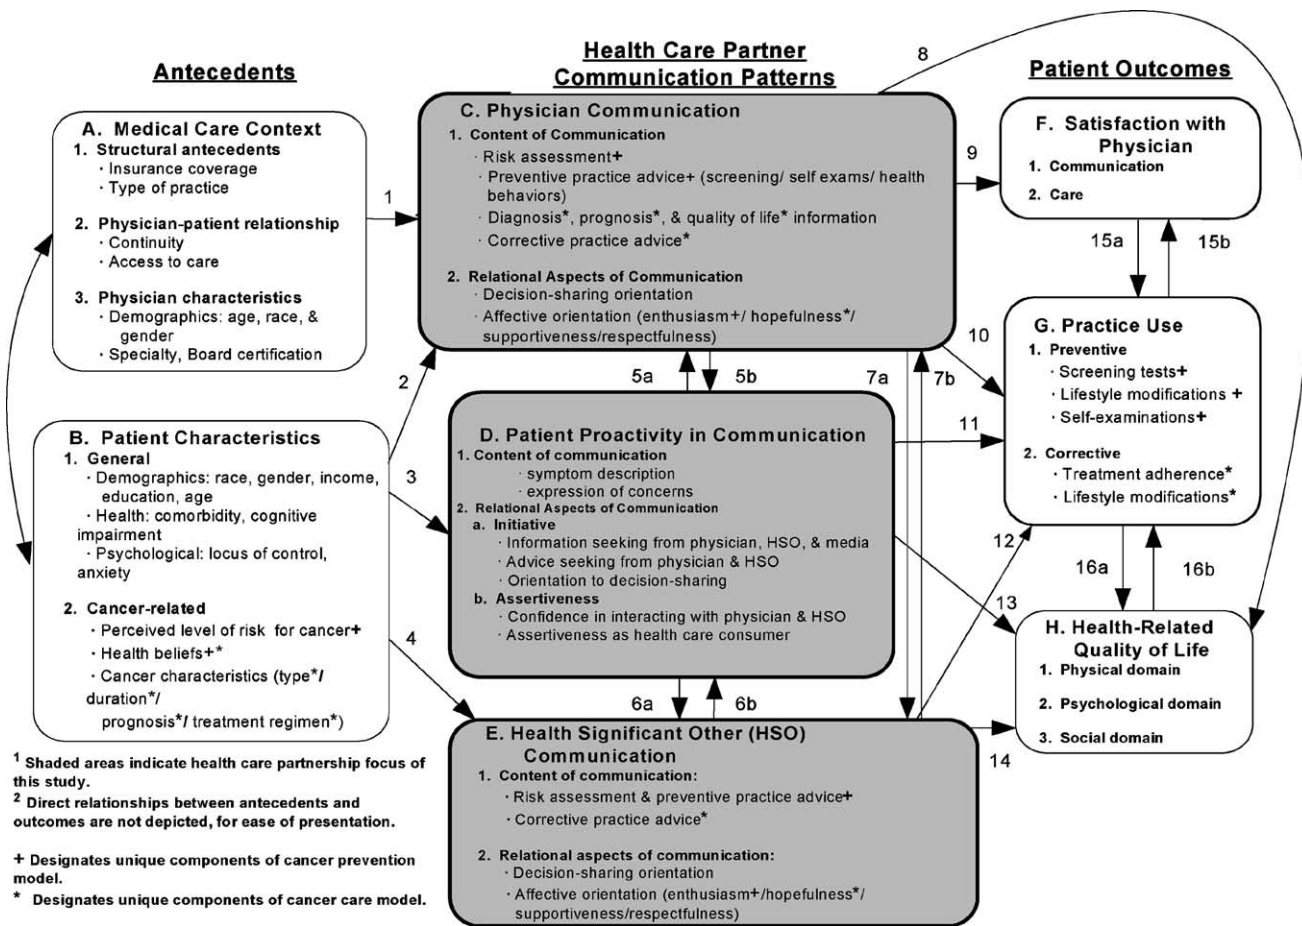 Antecedents
Health Care Partner
Communication Patterns
Patient Outcomes
A. Medical Care Context
1. Structural antecedents
· Insurance coverage
· Type of practice
2. Physician-patient relationship
· Continuity
· Access to care
3. Physician characteristics
· Demographics: age, race, &
gender
· Specialty, Board certification
B. Patient Characteristics
1. General
· Demographics: race, gender, income,
education, age
· Health: comorbidity, cognitive
impairment
· Psychological: locus of control,
anxiety
2. Cancer-related
· Perceived level of risk for cancer+
· Health beliefs+*
· Cancer characteristics (type*/
duration*/
prognosis*/ treatment regimen*)
1
2
3
4
C. Physician Communication
1. Content of Communication
· Risk assessment+
· Preventive practice advice+ (screening/ self exams/ health
behaviors)
· Diagnosis*, prognosis*, & quality of life* information
· Corrective practice advice*
2. Relational Aspects of Communication
· Decision-sharing orientation
· Affective orientation (enthusiasm+/ hopefulness*/
supportiveness/respectfulness)
5a
5b
7a
7b
D. Patient Proactivity in Communication
1. Content of communication
· symptom description
· expression of concerns
2. Relational Aspects of Communication
a. Initiative
· Information seeking from physician, HSO, & media
· Advice seeking from physician & HSO
· Orientation to decision-sharing
b. Assertiveness
· Confidence in interacting with physician & HSO
· Assertiveness as health care consumer
6a
6b
E. Health Significant Other (HSO)
Communication
1. Content of communication:
· Risk assessment & preventive practice advice+
· Corrective practice advice*
2. Relational aspects of communication:
· Decision-sharing orientation
· Affective orientation (enthusiasm+/hopefulness*/
supportiveness/respectfulness)
8
9
10
11
12
13
14
F. Satisfaction with
Physician
1. Communication
2. Care
15a
15b
G. Practice Use
1. Preventive
· Screening tests+
· Lifestyle modifications +
· Self-examinations+
2. Corrective
· Treatment adherence*
· Lifestyle modifications*
16a
16b
H. Health-Related
Quality of Life
1. Physical domain
2. Psychological domain
3. Social domain
1 Shaded areas indicate health care partnership focus of
this study.
2 Direct relationships between antecedents and
outcomes are not depicted, for ease of presentation.
+ Designates unique components of cancer prevention
model.
* Designates unique components of cancer care model.